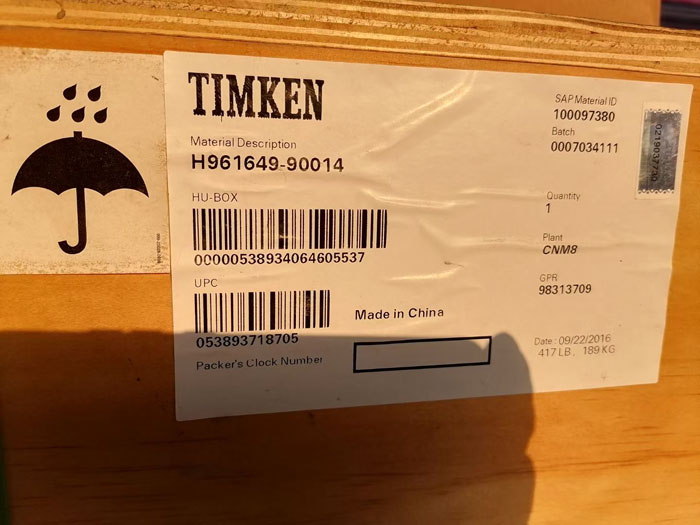 TIMKEN
Material Description
H961649-90014
HU-BOX
00000538934064605537
UPC
053893718705
Packer's Clock Number
Made in China
SAP Material ID
100097380
Batch
0007034111
Quantity
1
Plant
CNM8
GPR
98313709
Date: 09/22/2016
417 LB. 189 KG